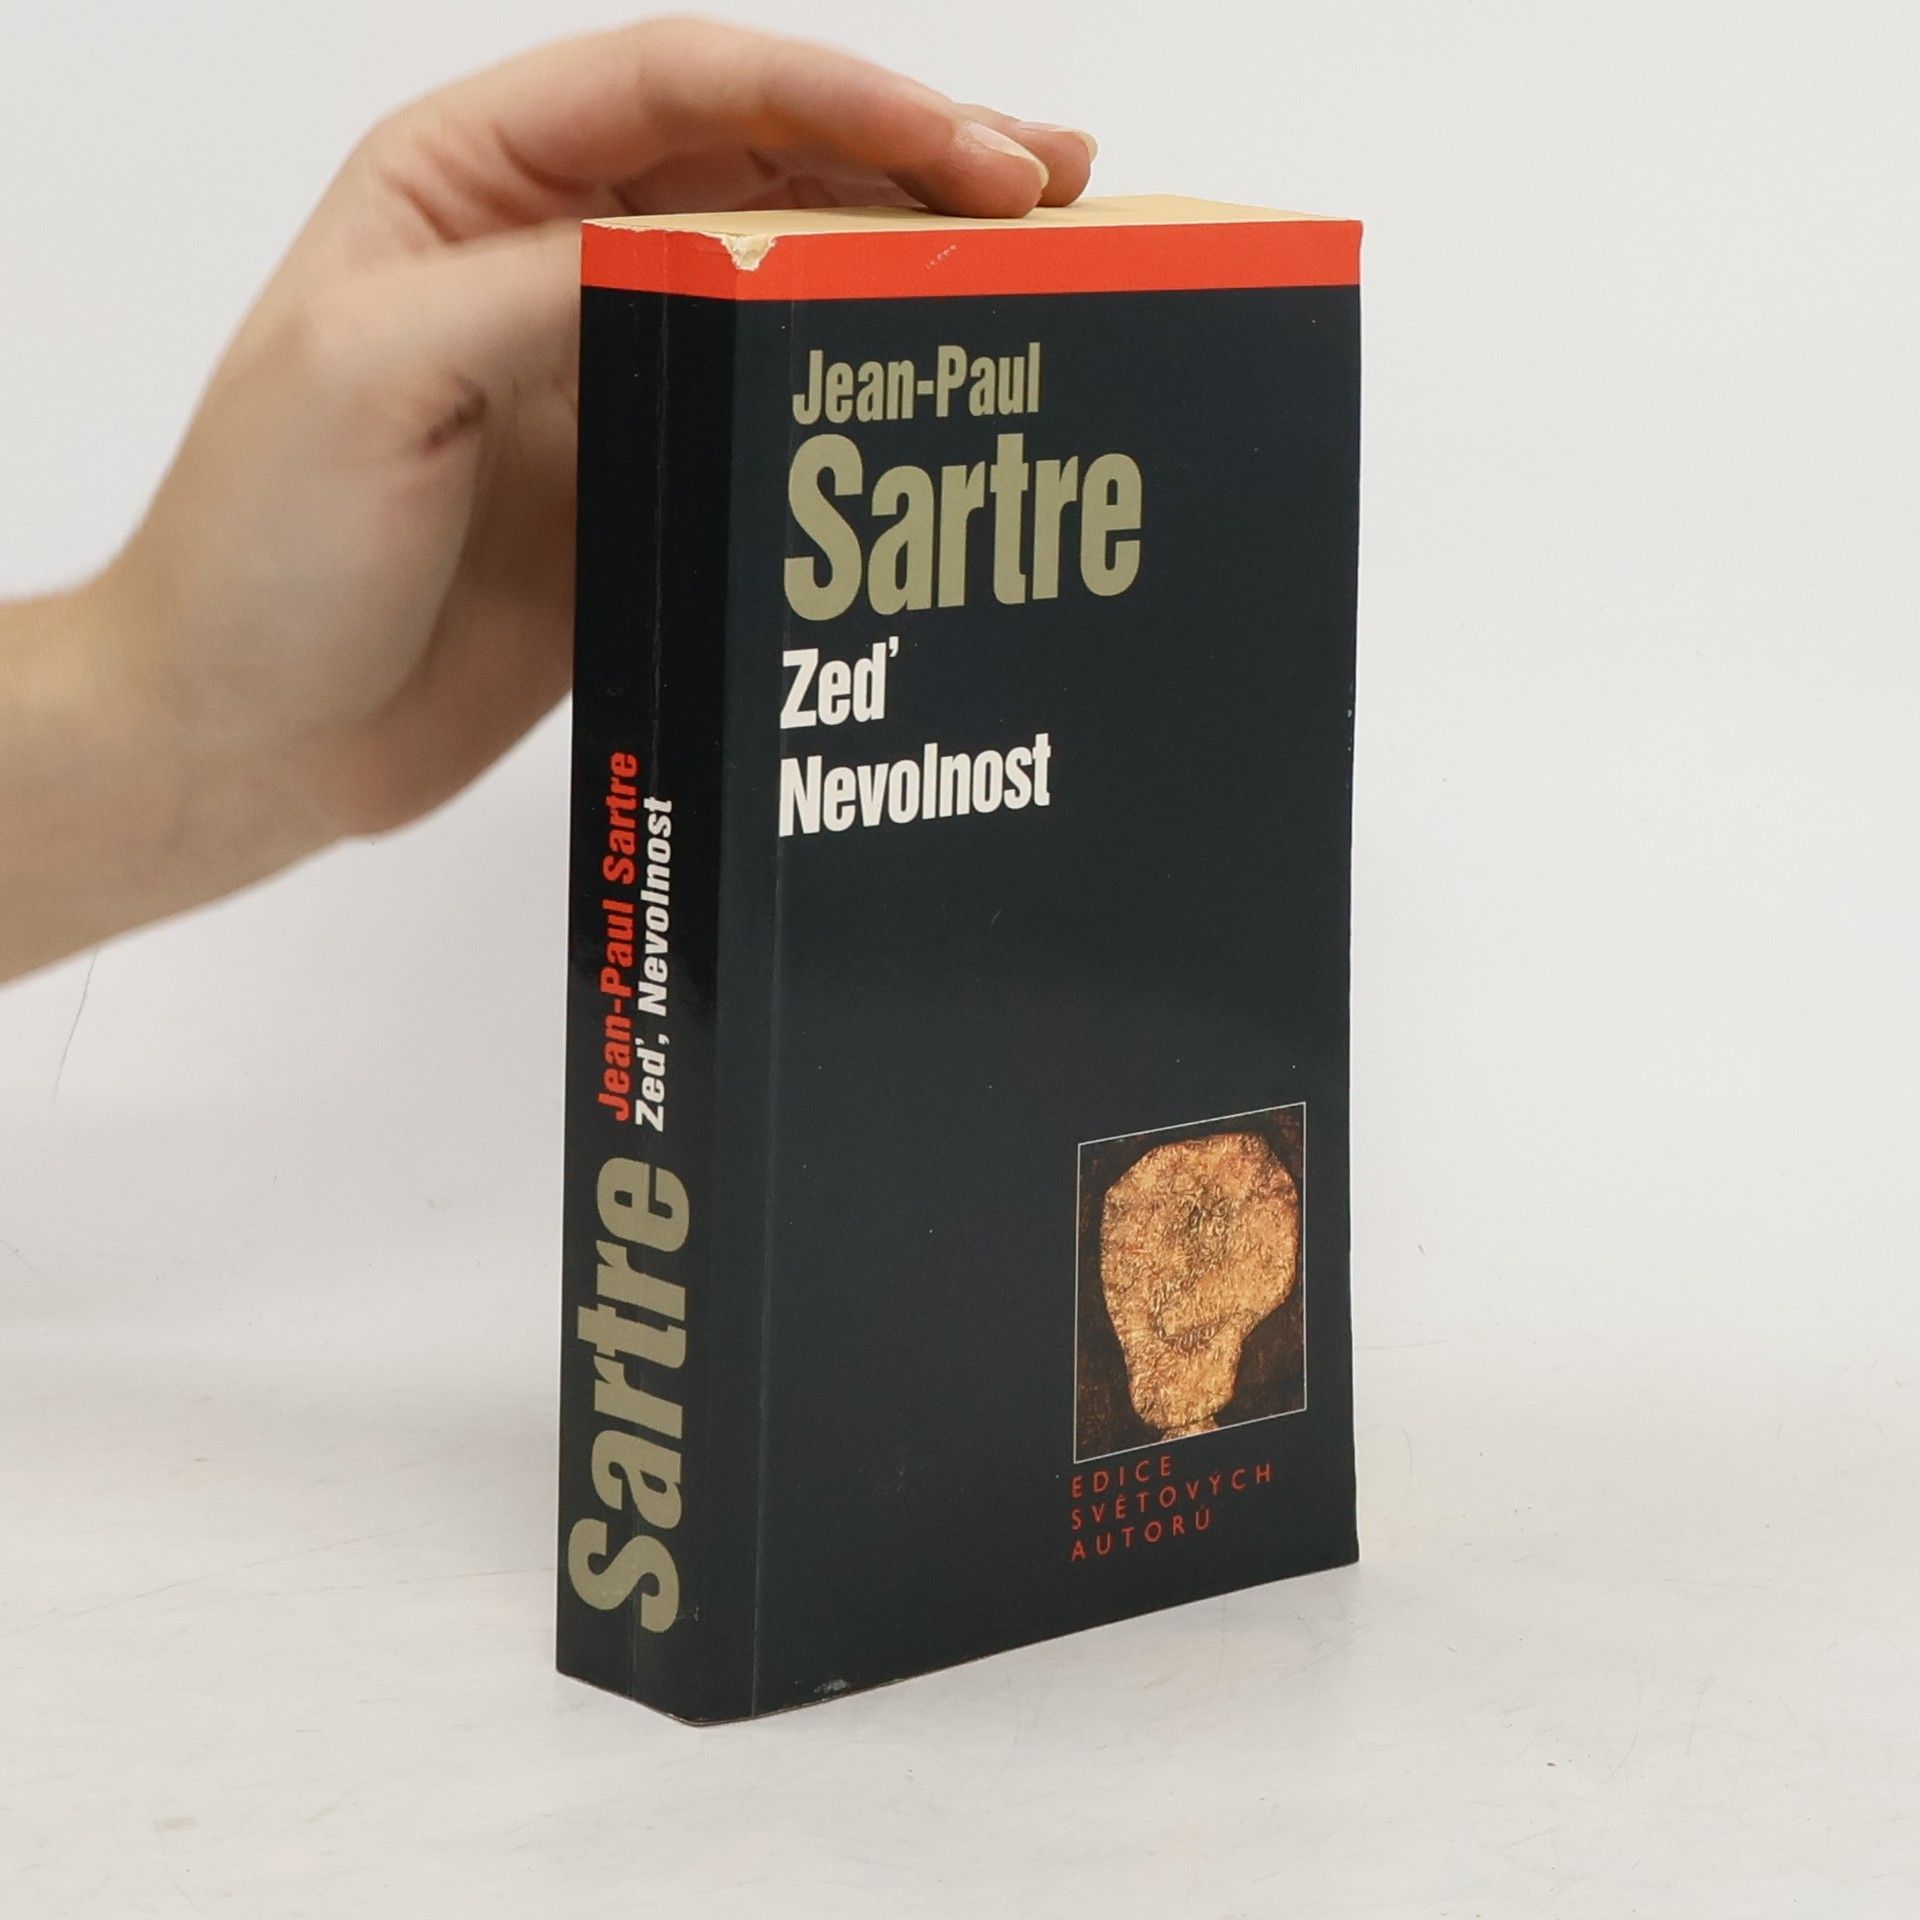 Jean-Paul
Sartre
Zeď
Nevolnost
EDICE
SVĚTOVÝCH
AUTORŮ
Jean-Paul Sartre
Zeď, Nevolnost
Sartre